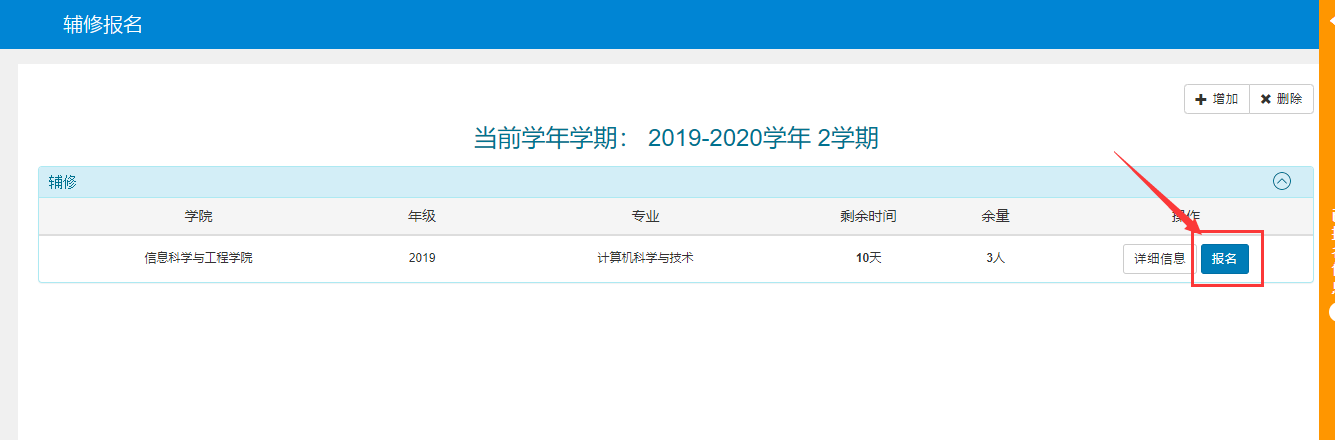 辅修报名
增加 删除
当前学年学期： 2019-2020学年 2学期
辅修
学院 年级 专业 剩余时间 余量 操作
信息科学与工程学院 2019 计算机科学与技术 10天 3人 详细信息 报名